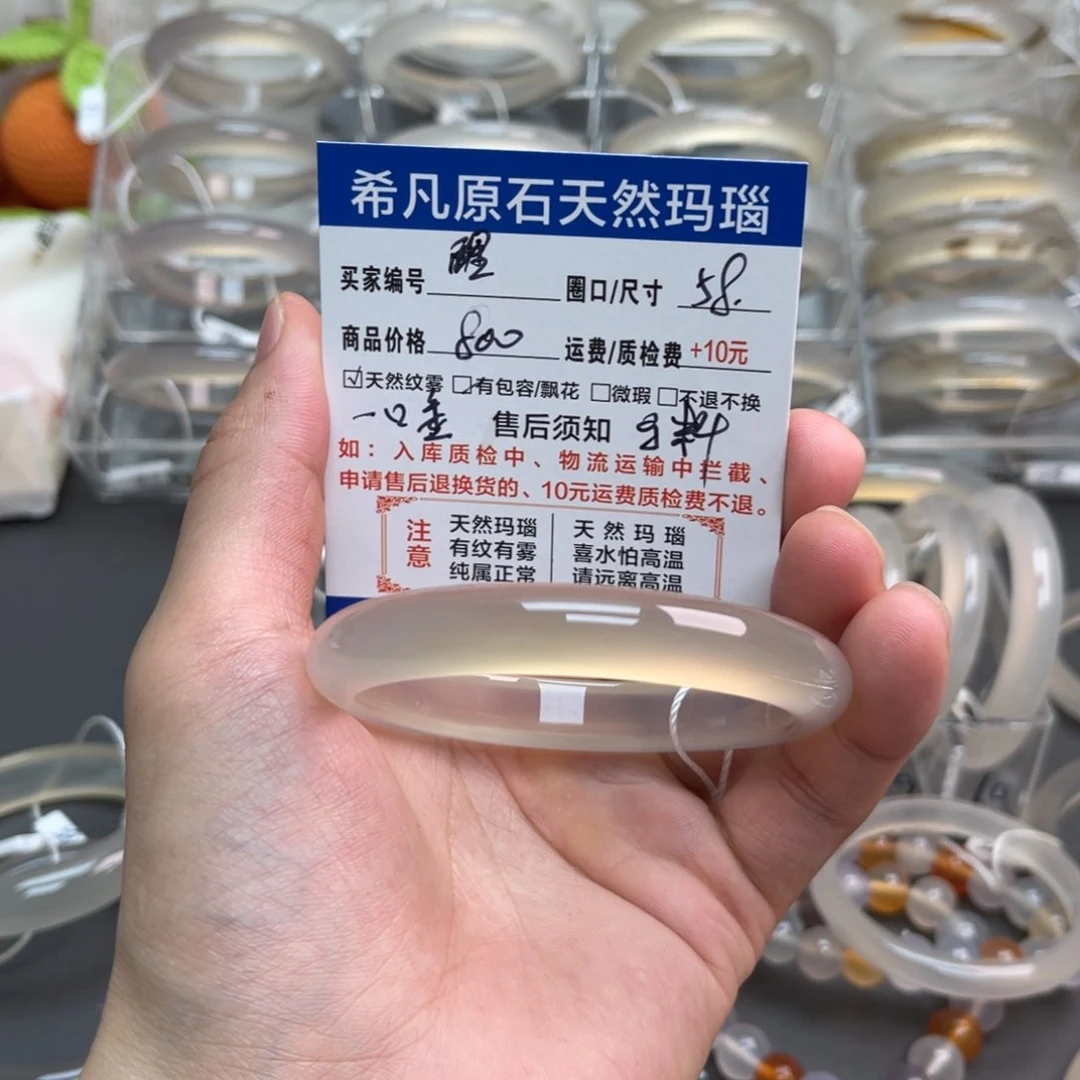 希凡原石天然玛瑙
买家编号 醒 圈口/尺寸 58.
商品价格 800 运费/质检费 +10元
☑天然纹雾 □有包容/飘花 □微瑕 □不退不换
售后须知
如：入库质检中、物流运输中拦截、
申请售后退换货的、10元运费质检费不退。
注意
天然玛瑙
有纹有雾
纯属正常
天然玛瑙
喜水怕高温
请远离高温